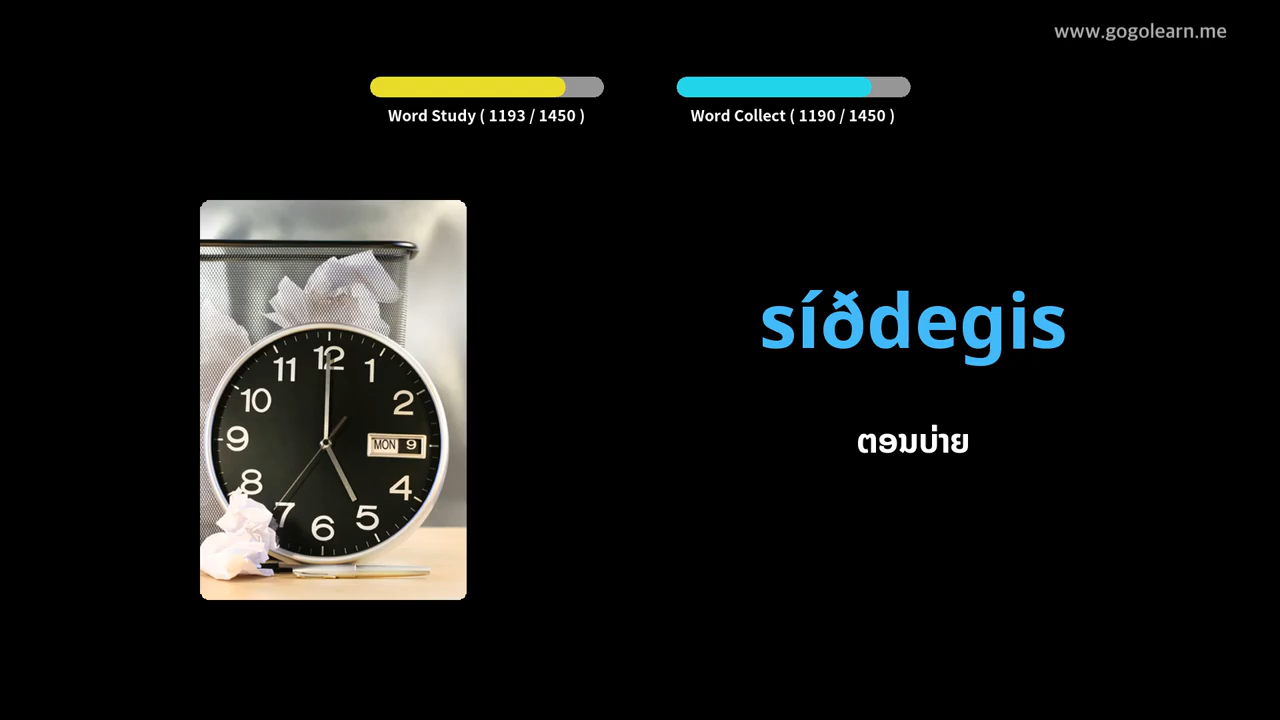 www.gogolearn.me
Word Study ( 1193 / 1450 )
Word Collect ( 1190 / 1450 )
12
11
1
10
2
9
MON 9
8
4
7
5
6
síðdegis
ຕອນບ່າຍ